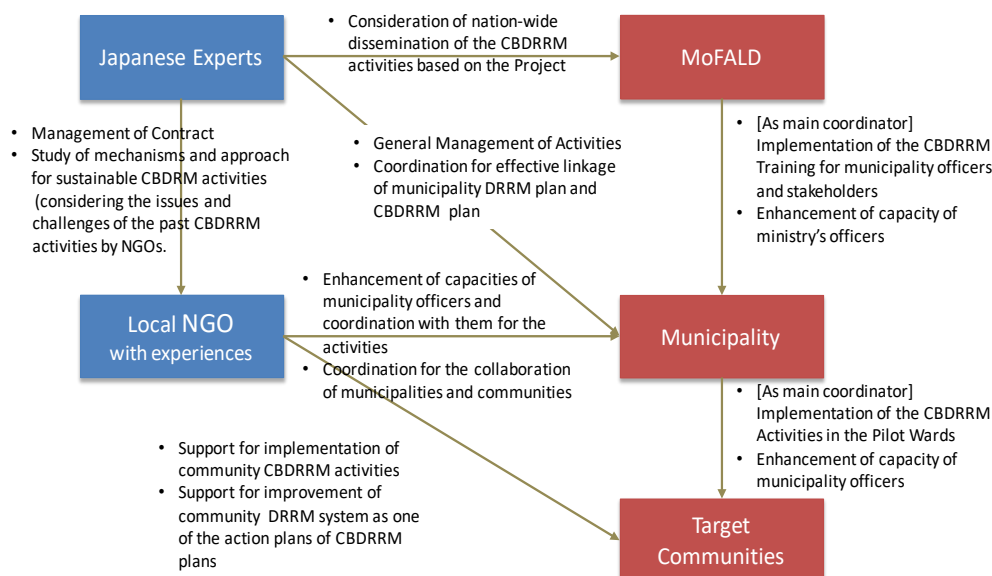 Japanese Experts
• Consideration of nation-wide
dissemination of the CBDRRM
activities based on the Project
MoFALD
• Management of Contract
• Study of mechanisms and approach
for sustainable CBDRM activities
(considering the issues and
challenges of the past CBDRRM
activities by NGOs.
• General Management of Activities
• Coordination for effective linkage
of municipality DRRM plan and
CBDRRM plan
• [As main coordinator]
Implementation of the CBDRRM
Training for municipality officers
and stakeholders
• Enhancement of capacity of
ministry's officers
Local NGO
with experiences
• Enhancement of capacities of
municipality officers and
coordination with them for the
activities
• Coordination for the collaboration
of municipalities and communities
Municipality
• [As main coordinator]
Implementation of the CBDRRM
Activities in the Pilot Wards
• Enhancement of capacity of
municipality officers
• Support for implementation of
community CBDRRM activities
• Support for improvement of
community DRRM system as one
of the action plans of CBDRRM
plans
Target
Communities